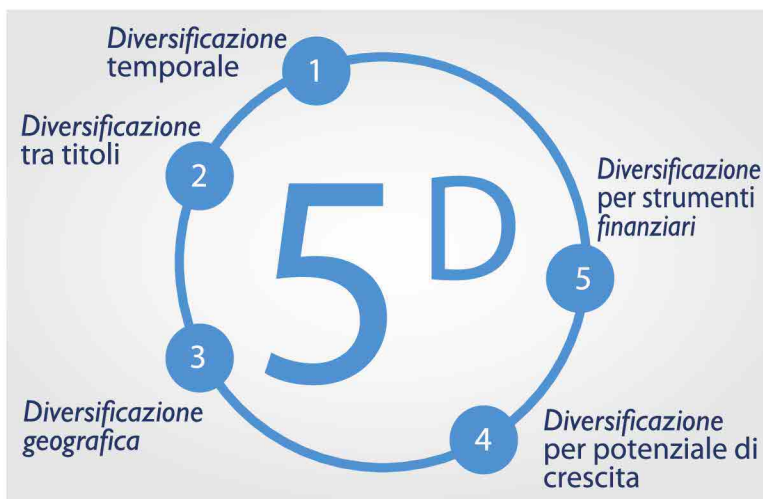 Diversificazione
temporale
1
Diversificazione
tra titoli
2
3
Diversificazione
geografica
4
Diversificazione
per potenziale di
crescita
5
Diversificazione
per strumenti
finanziari
5 D